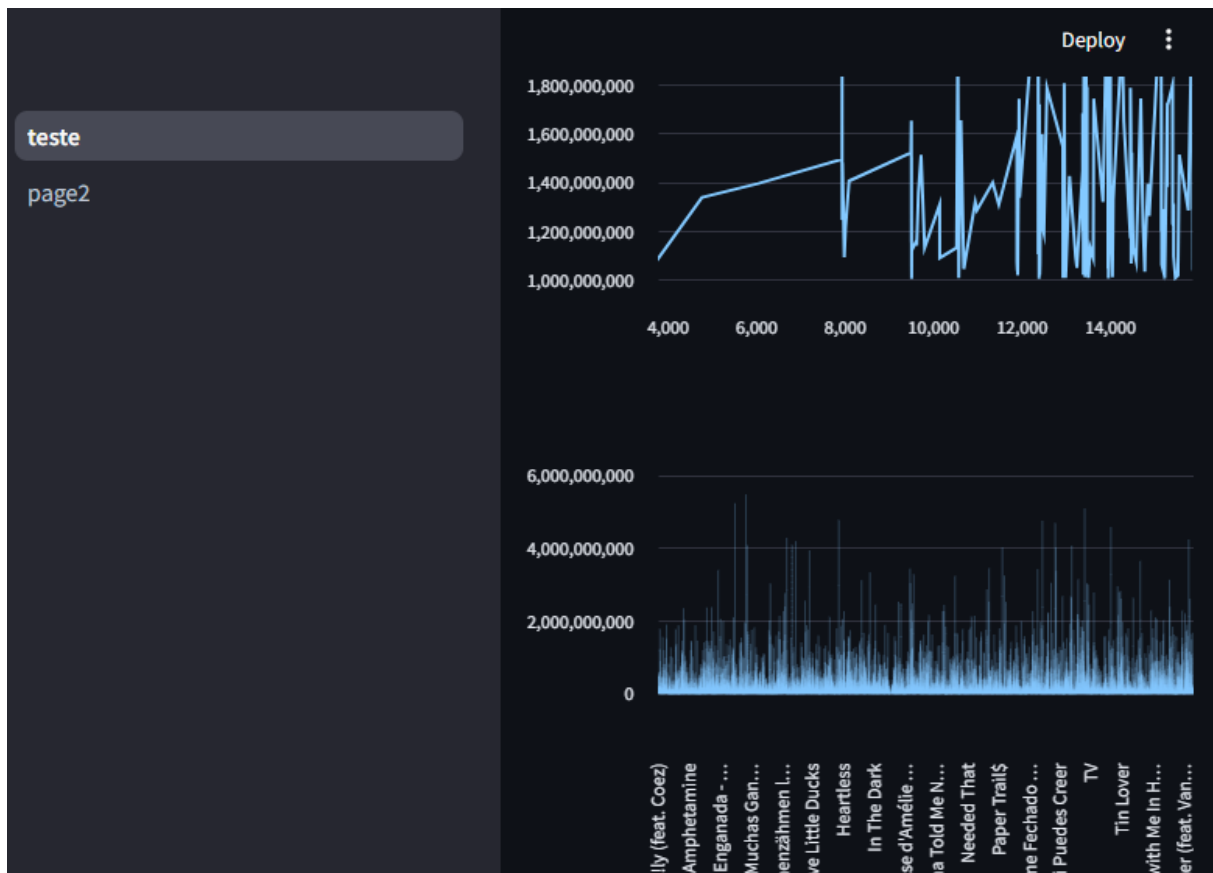 Deploy
teste
page2
1,800,000,000
1,600,000,000
1,400,000,000
1,200,000,000
1,000,000,000
4,000 6,000 8,000 10,000 12,000 14,000
6,000,000,000
4,000,000,000
2,000,000,000
0
lly (feat. Coez)
Amphetamine
Enganada - ...
Muchas Gan...
enzähmen l...
ve Little Ducks
Heartless
In The Dark
se d'Amélie ...
a Told Me N...
Needed That
Paper Trail$
ne Fechado ...
i Puedes Creer
TV
Tin Lover
with Me In H...
er (feat. Van...